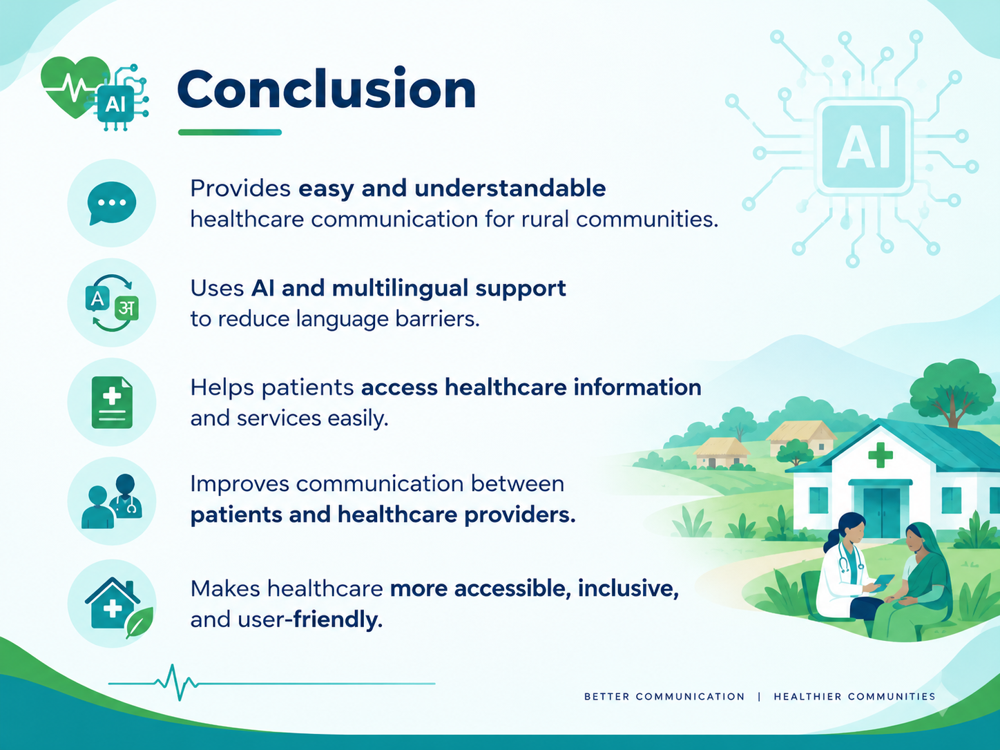 AI
Conclusion
AI
Provides easy and understandable
healthcare communication for rural communities.
A
अ
Uses AI and multilingual support
to reduce language barriers.
Helps patients access healthcare information
and services easily.
Improves communication between
patients and healthcare providers.
Makes healthcare more accessible, inclusive,
and user-friendly.
BETTER COMMUNICATION | HEALTHIER COMMUNITIES